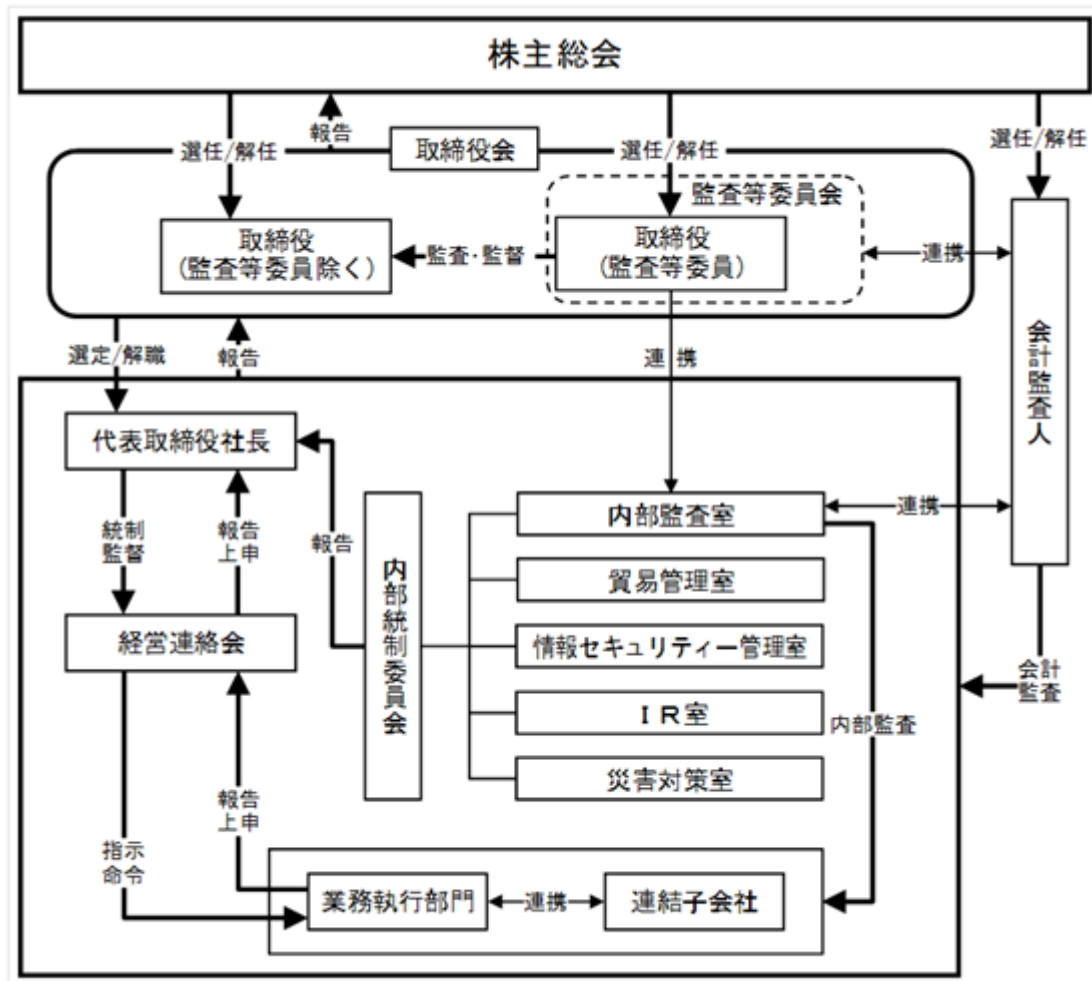 株主総会
選任/解任
報告
取締役会
選任/解任
選任/解任
監査等委員会
取締役
(監査等委員除く)
監査・監督
取締役
(監査等委員)
連携
会計監査人
選定/解職
報告
連携
代表取締役社長
統制
監督
報告
上申
報告
内部統制委員会
内部監査室
連携
貿易管理室
経営連絡会
情報セキュリティー管理室
会計
監査
IR室
内部監査
災害対策室
報告
上申
指示
命令
業務執行部門
連携
連結子会社